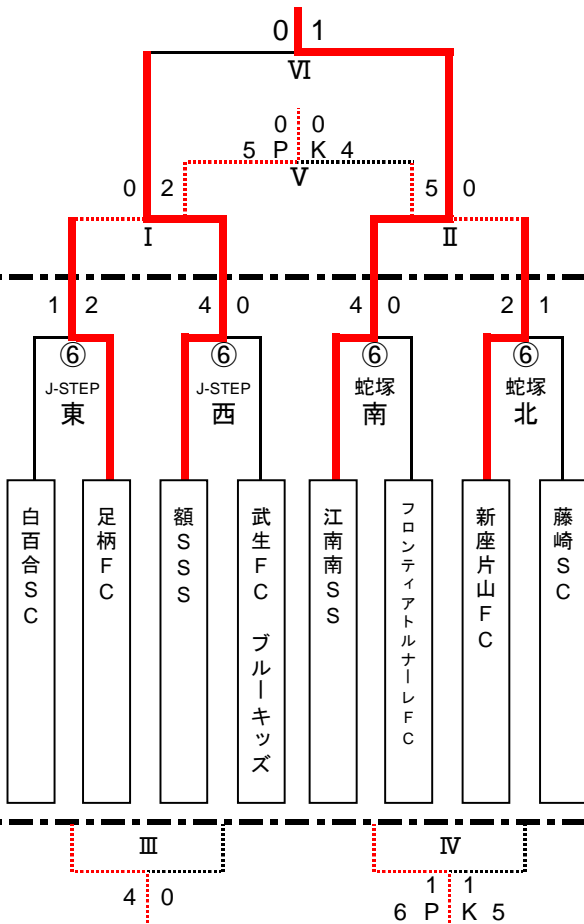 0 1
Ⅵ
0 0
5 P K 4
Ⅴ
0 2
5 0
Ⅰ
Ⅱ
1 2
4 0
4 0
2 1
⑥
⑥
⑥
⑥
J-STEP
東
J-STEP
西
蛇塚
南
蛇塚
北
白百合SC
足柄FC
額SSS
武生FC ブルーキッズ
江南南SS
フロンティアトルナーレFC
新座片山FC
藤崎SC
Ⅲ
Ⅳ
4 0
1 1
6 P K 5